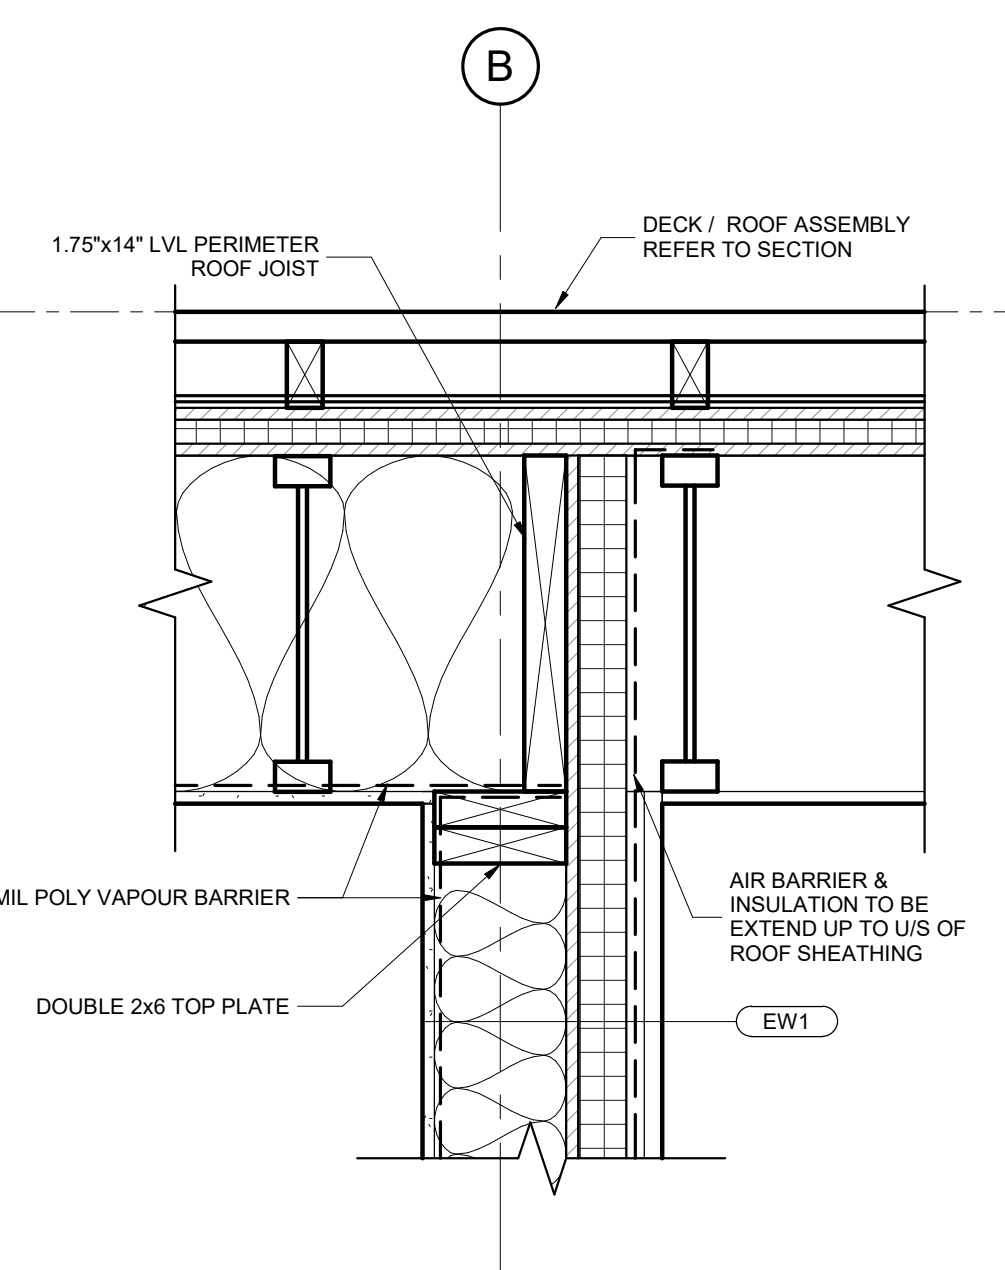 B
1.75"x14" LVL PERIMETER
ROOF JOIST
DECK / ROOF ASSEMBLY
REFER TO SECTION
MIL POLY VAPOUR BARRIER
DOUBLE 2x6 TOP PLATE
AIR BARRIER &
INSULATION TO BE
EXTEND UP TO U/S OF
ROOF SHEATHING
EW1